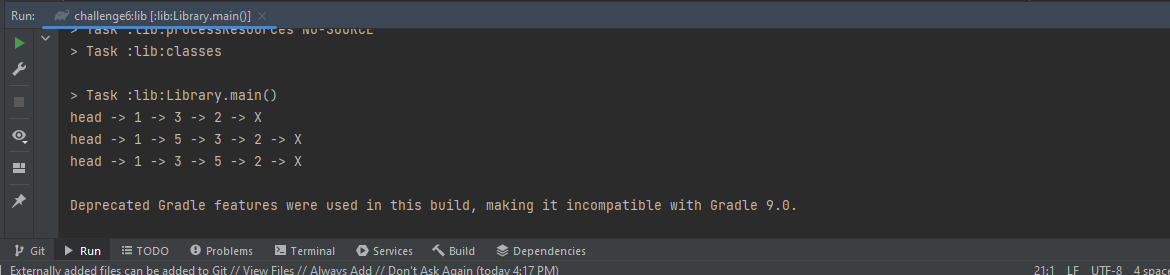 Run: challenge6:lib [:lib:Library.main()] ×
> Task :lib:processResources NO-SOURCE
> Task :lib:classes
> Task :lib:Library.main()
head -> 1 -> 3 -> 2 -> X
head -> 1 -> 5 -> 3 -> 2 -> X
head -> 1 -> 3 -> 5 -> 2 -> X
Deprecated Gradle features were used in this build, making it incompatible with Gradle 9.0.
Git Run TODO Problems Terminal Services Build Dependencies
Externally added files can be added to Git // View Files // Always Add // Don't Ask Again (today 4:17 PM) 21:1 LF UTF-8 4 space